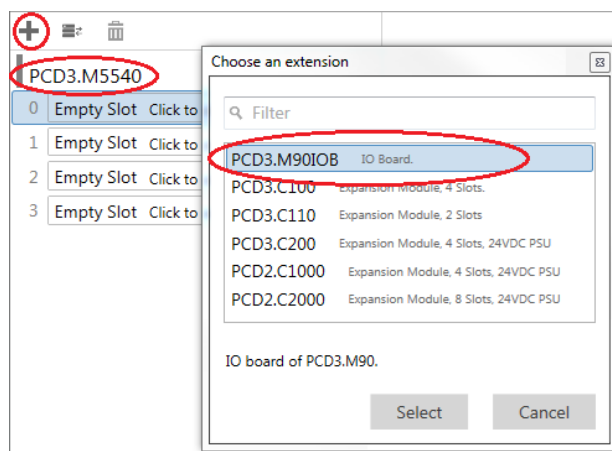 PCD3.M5540
0 Empty Slot Click to
1 Empty Slot Click to
2 Empty Slot Click to
3 Empty Slot Click to
Choose an extension
Filter
PCD3.M90IOB IO Board.
PCD3.C100 Expansion Module, 4 Slots.
PCD3.C110 Expansion Module, 2 Slots
PCD3.C200 Expansion Module, 4 Slots, 24VDC PSU
PCD2.C1000 Expansion Module, 4 Slots, 24VDC PSU
PCD2.C2000 Expansion Module, 8 Slots, 24VDC PSU
IO board of PCD3.M90.
Select Cancel